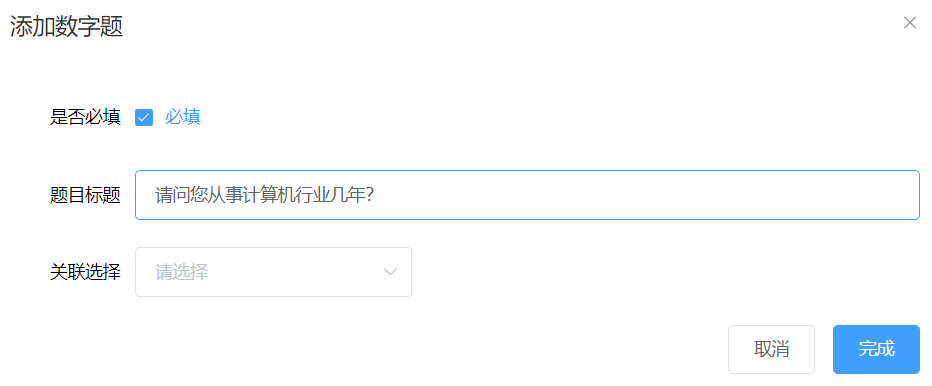 添加数字题
是否必填 必填
题目标题 请问您从事计算机行业几年?
关联选择 请选择
取消 完成